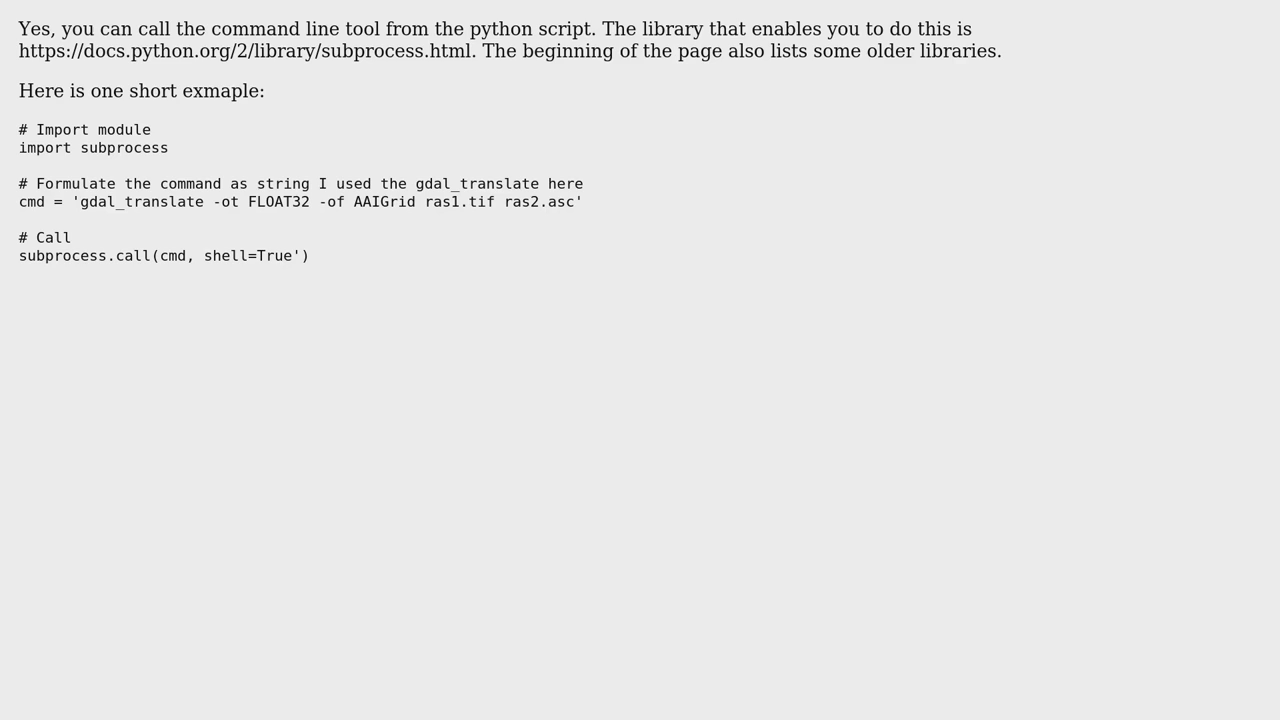 Yes, you can call the command line tool from the python script. The library that enables you to do this is
https://docs.python.org/2/library/subprocess.html. The beginning of the page also lists some older libraries.
Here is one short exmaple:
# Import module
import subprocess
# Formulate the command as string I used the gdal_translate here
cmd = 'gdal_translate -ot FLOAT32 -of AAIGrid ras1.tif ras2.asc'
# Call
subprocess.call(cmd, shell=True')